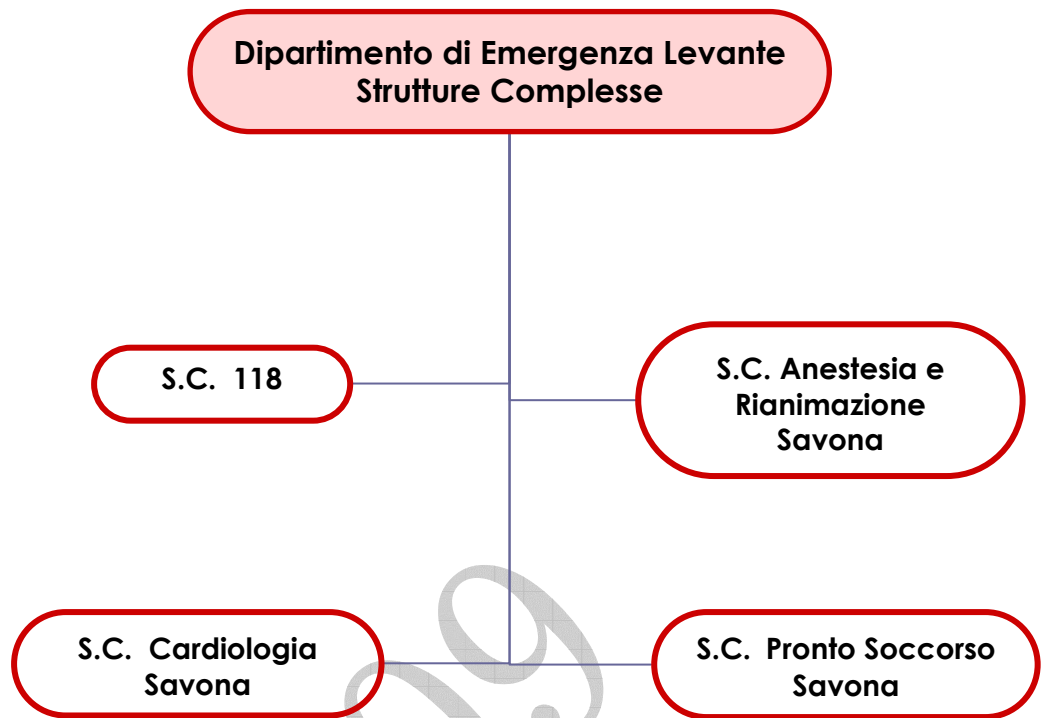 Dipartimento di Emergenza Levante
Strutture Complesse
S.C. 118
S.C. Anestesia e
Rianimazione
Savona
S.C. Cardiologia
Savona
S.C. Pronto Soccorso
Savona